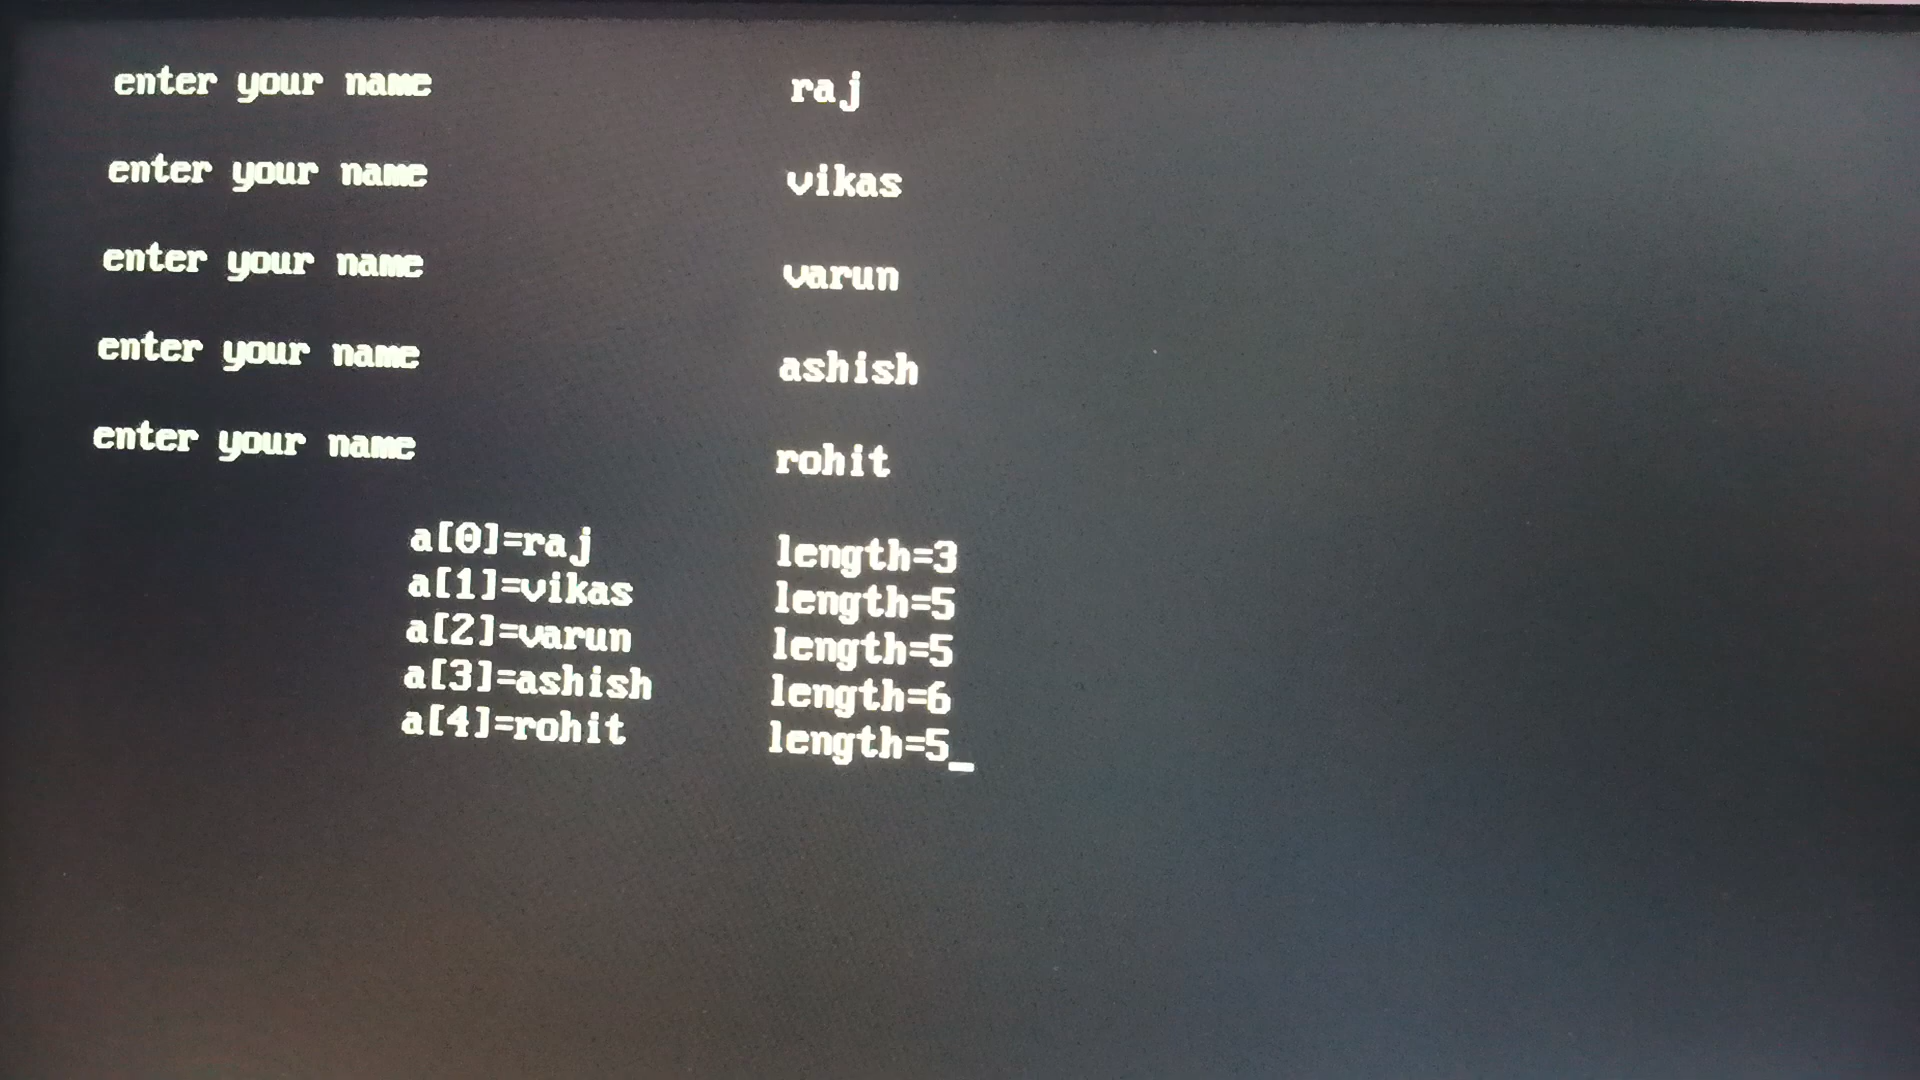 enter your name raj
enter your name vikas
enter your name varun
enter your name ashish
enter your name rohit
a[0]=raj length=3
a[1]=vikas length=5
a[2]=varun length=5
a[3]=ashish length=6
a[4]=rohit length=5_